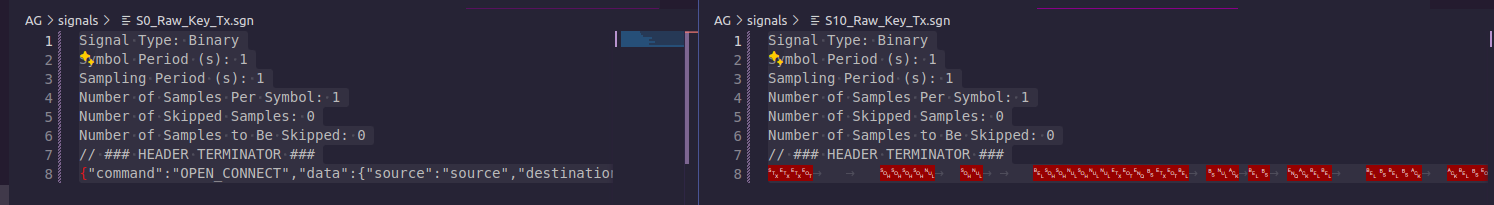 AG > signals > S0_Raw_Key_Tx.sgn
1 Signal Type: Binary
2 Symbol Period (s): 1
3 Sampling Period (s): 1
4 Number of Samples Per Symbol: 1
5 Number of Skipped Samples: 0
6 Number of Samples to Be Skipped: 0
7 // ### HEADER TERMINATOR ###
8 {"command":"OPEN_CONNECT","data":{"source":"source","destination
AG > signals > S10_Raw_Key_Tx.sgn
1 Signal Type: Binary
2 Symbol Period (s): 1
3 Sampling Period (s): 1
4 Number of Samples Per Symbol: 1
5 Number of Skipped Samples: 0
6 Number of Samples to Be Skipped: 0
7 // ### HEADER TERMINATOR ###
8